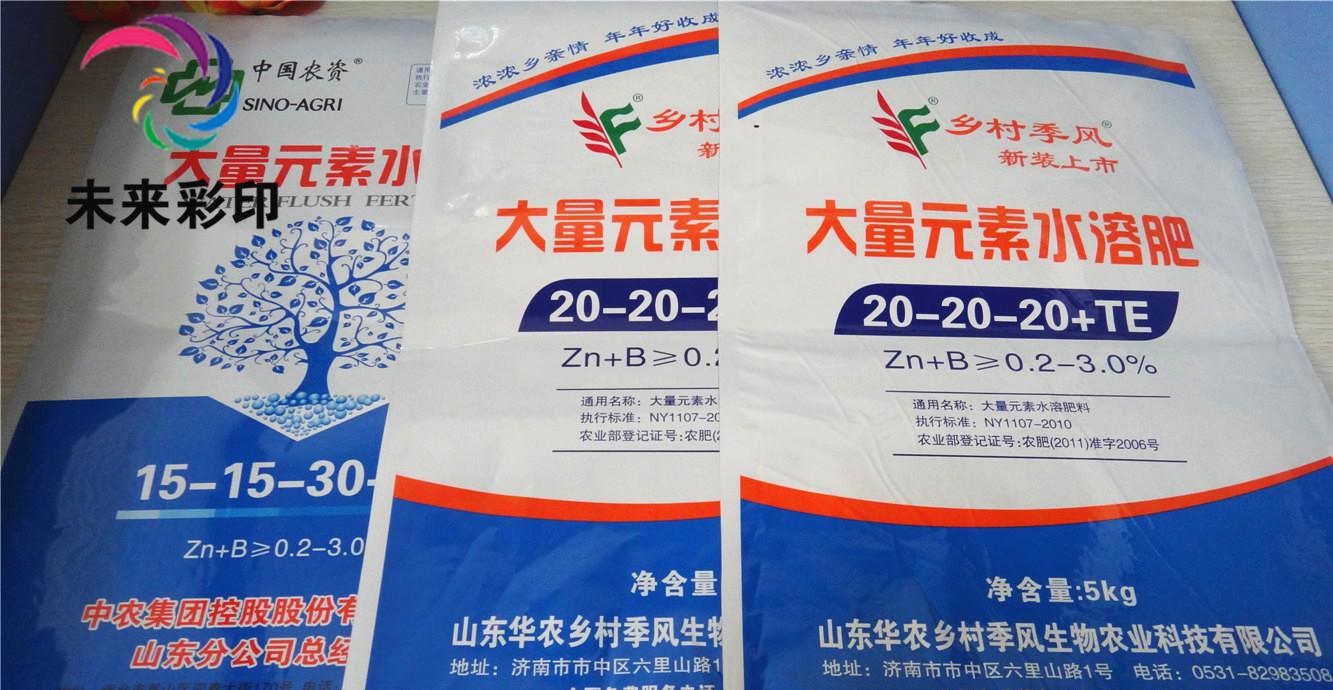 中国农资®
SINO-AGRI
大量元素水
FLUSH FERT
未来彩印
15-15-30-
Zn+B≥0.2-3.0
中农集团控股股份有
山东分公司总经
浓浓乡亲情 年年好收成
®
乡村
新
大量元素
20-20-2
Zn+B≥0.2
通用名称：大量元素水
执行标准：NY1107-20
农业部登记证号:农肥(2
净含量
山东华农乡村季风生物
地址：济南市市中区六里山路1
浓浓乡亲情 年年好收成
®
乡村季风®
新装上市
大量元素水溶肥
20-20-20+TE
Zn+B≥0.2-3.0%
通用名称：大量元素水溶肥料
执行标准：NY1107-2010
农业部登记证号:农肥(2011)准字2006号
净含量:5kg
山东华农乡村季风生物农业科技有限公司
地址：济南市市中区六里山路1号 电话：0531-82983508